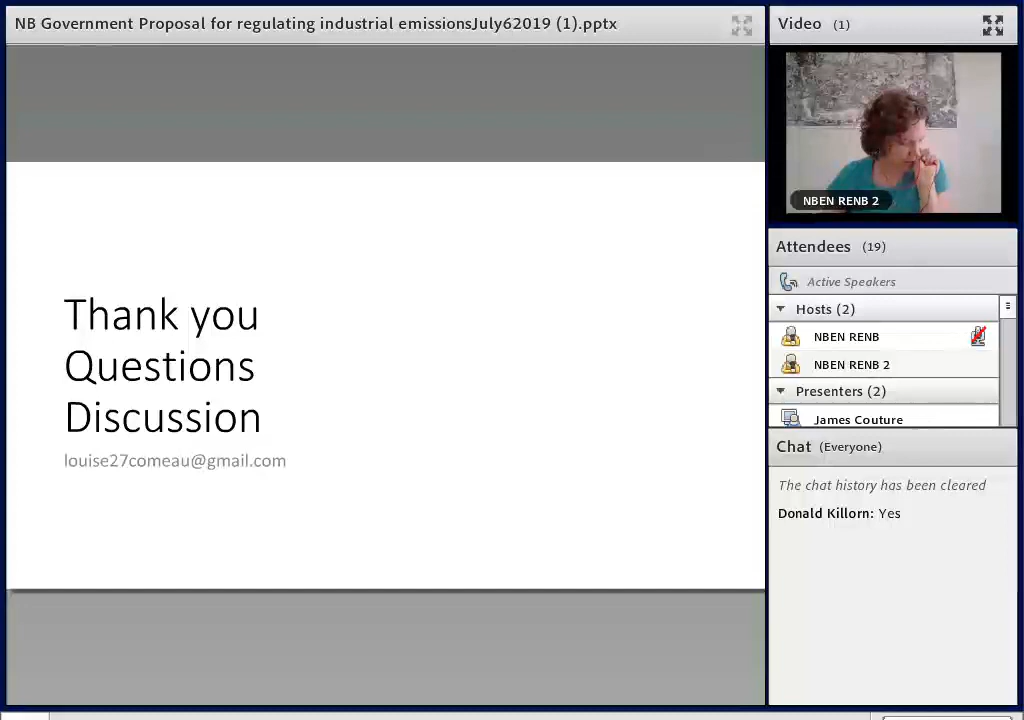 NB Government Proposal for regulating industrial emissionsJuly62019 (1).pptx
Thank you
Questions
Discussion
louise27comeau@gmail.com
Video (1)
NBEN RENB 2
Attendees (19)
Active Speakers
Hosts (2)
NBEN RENB
NBEN RENB 2
Presenters (2)
James Couture
Chat (Everyone)
The chat history has been cleared
Donald Killorn: Yes